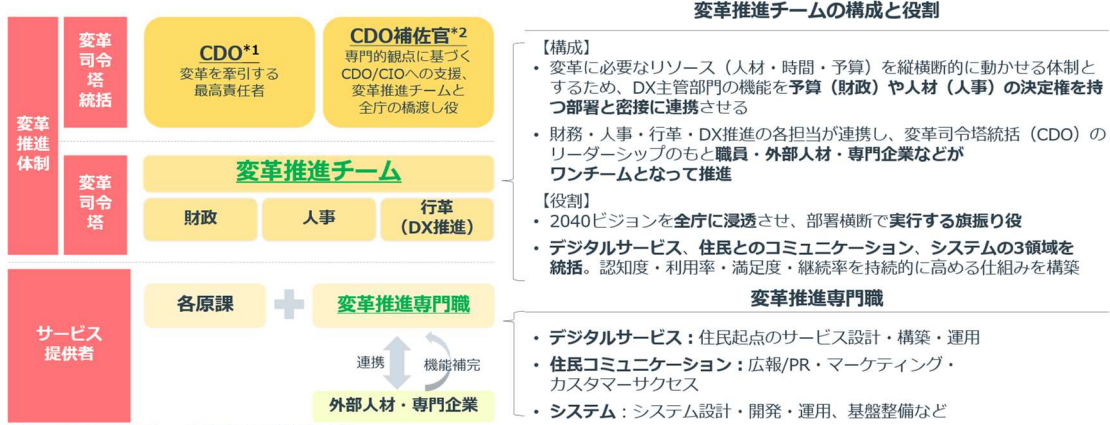 変革推進チームの構成と役割
変革
推進
体制
変革
司令
塔
統括
CDO*1
変革を牽引する
最高責任者
CDO補佐官*2
専門的観点に基づく
CDO/CIOへの支援、
変革推進チームと
全庁の橋渡し役
変革
司令
塔
変革推進チーム
財政
人事
行革
(DX推進)
【構成】
• 変革に必要なリソース（人材・時間・予算）を縦横断的に動かせる体制と
するため、DX主管部門の機能を予算（財政）や人材（人事）の決定権を持
つ部署と密接に連携させる
• 財務・人事・行革・DX推進の各担当が連携し、変革司令塔統括（CDO）の
リーダーシップのもと職員・外部人材・専門企業などが
ワンチームとなって推進
【役割】
• 2040ビジョンを全庁に浸透させ、部署横断で実行する旗振り役
• デジタルサービス、住民とのコミュニケーション、システムの3領域を
統括。認知度・利用率・満足度・継続率を持続的に高める仕組みを構築
サービス
提供者
各原課
変革推進専門職
連携
機能補完
外部人材・専門企業
変革推進専門職
• デジタルサービス：住民起点のサービス設計・構築・運用
• 住民コミュニケーション：広報/PR・マーケティング・
カスタマーサクセス
• システム：システム設計・開発・運用、基盤整備など